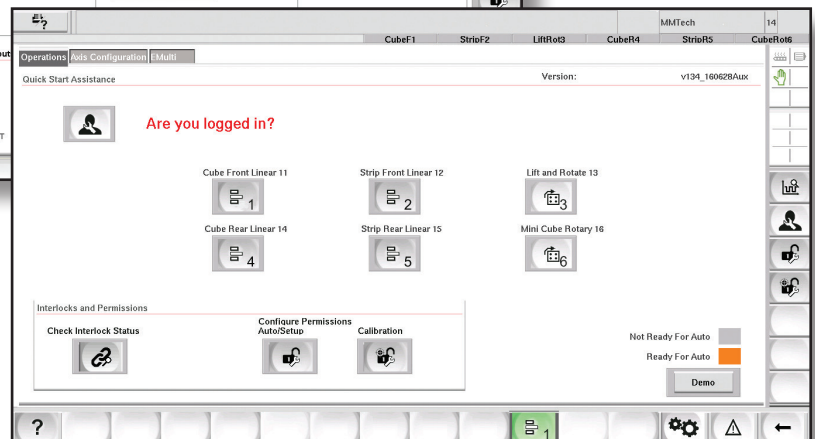 ?
MMTech
14
CubeF1 StripF2 LiftRot3 CubeR4 StripR5 CubeRot6
Operations Axis Configuration EMulti
Quick Start Assistance Version: v134_160628Aux
Are you logged in?
Cube Front Linear 11 Strip Front Linear 12 Lift and Rotate 13
1 2 3
Cube Rear Linear 14 Strip Rear Linear 15 Mini Cube Rotary 16
4 5 6
Interlocks and Permissions
Check Interlock Status
Configure Permissions
Auto/Setup
Calibration
Not Ready For Auto
Ready For Auto
Demo
? 1